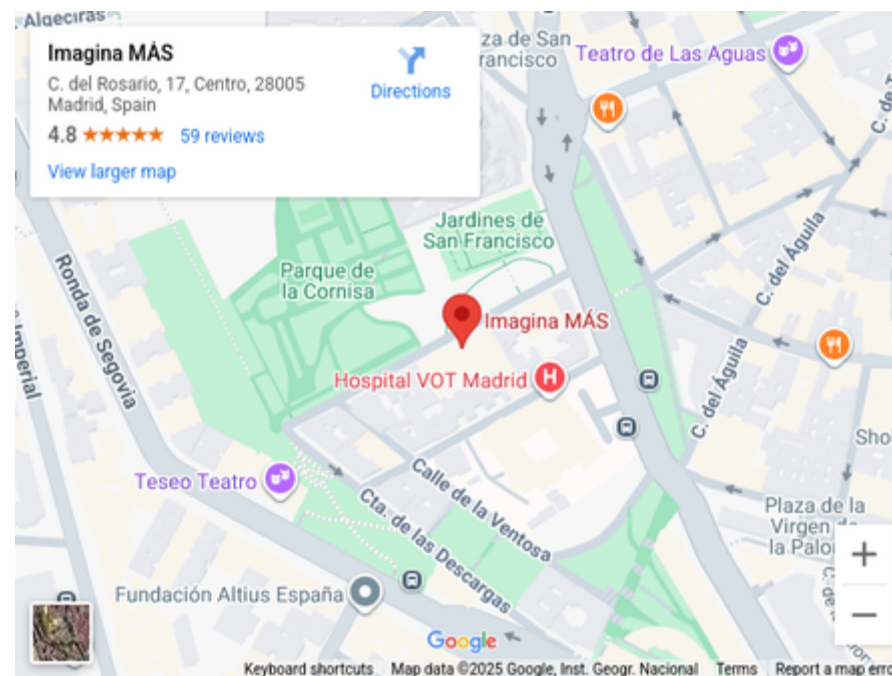 Algeciras
Imagina MÁS
C. del Rosario, 17, Centro, 28005
Madrid, Spain
4.8
59 reviews
View larger map
Directions
za de San
rancisco
Teatro de Las Aguas
C. de
Jardines de
San Francisco
Parque de
la Cornisa
C. del Águila
Ronda de Segovia
Imperial
Imagina MÁS
Hospital VOT Madrid
H
C. del Águila
Sho
Teseo Teatro
Calle de la Ventosa
Cta. de las Descargas
Plaza de la
Virgen de
la Palo
Fundación Altius España
Google
Keyboard shortcuts
Map data ©2025 Google, Inst. Geogr. Nacional
Terms
Report a map erro